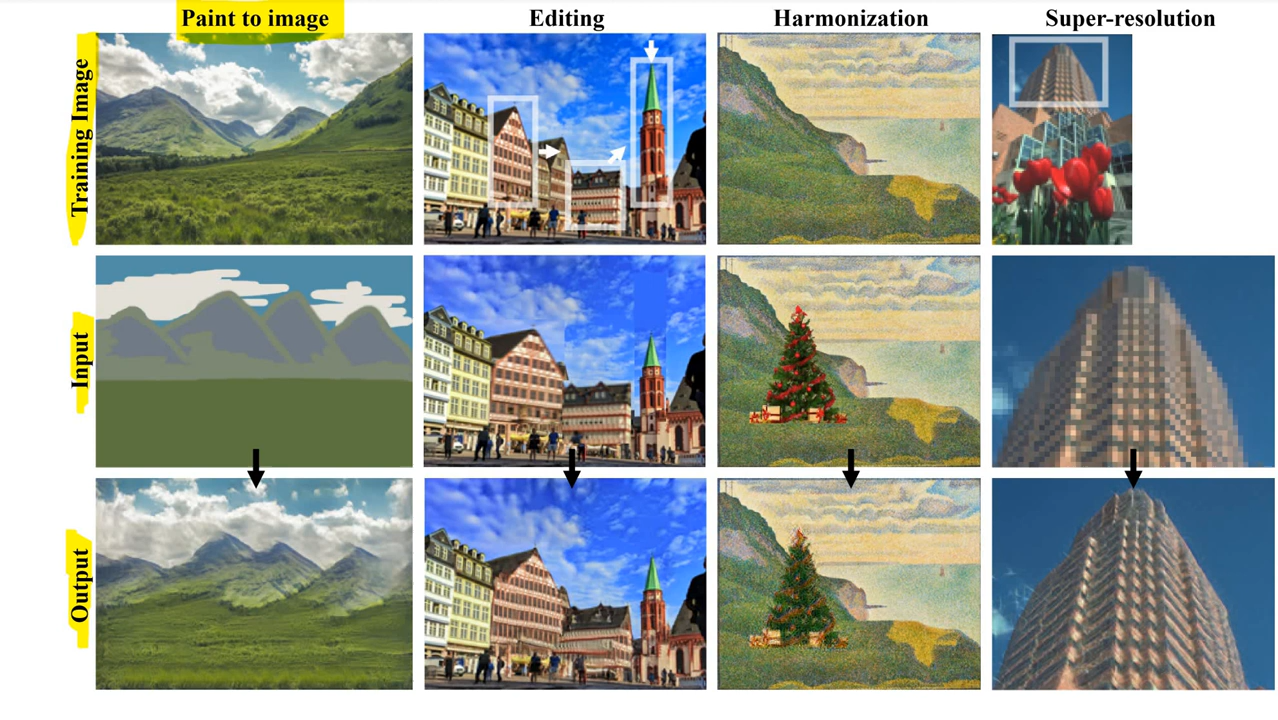 Paint to image
Editing
Harmonization
Super-resolution
Training Image
Input
Output